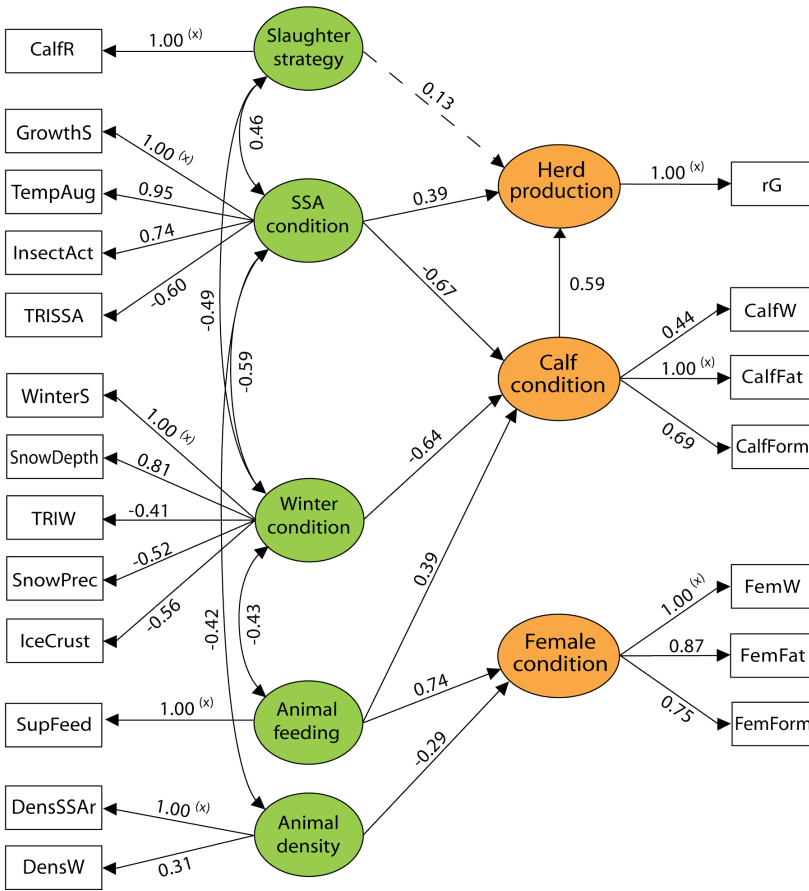 CalfR
1.00 (x)
Slaughter
strategy
0.13
0.46
GrowthS
1.00 (x)
TempAug
0.95
InsectAct
0.74
TRISSA
-0.60
SSA
condition
0.39
-0.67
Herd
production
1.00 (x)
rG
-0.49
-0.59
0.59
Calf
condition
0.44
CalfW
1.00 (x)
CalfFat
0.69
CalfForm
WinterS
1.00 (x)
SnowDepth
0.81
TRIW
-0.41
SnowPrec
-0.52
IceCrust
-0.56
Winter
condition
-0.64
0.39
-0.42
-0.43
Female
condition
1.00 (x)
FemW
0.87
FemFat
0.75
FemForm
SupFeed
1.00 (x)
Animal
feeding
0.74
-0.29
DensSSAr
1.00 (x)
DensW
0.31
Animal
density